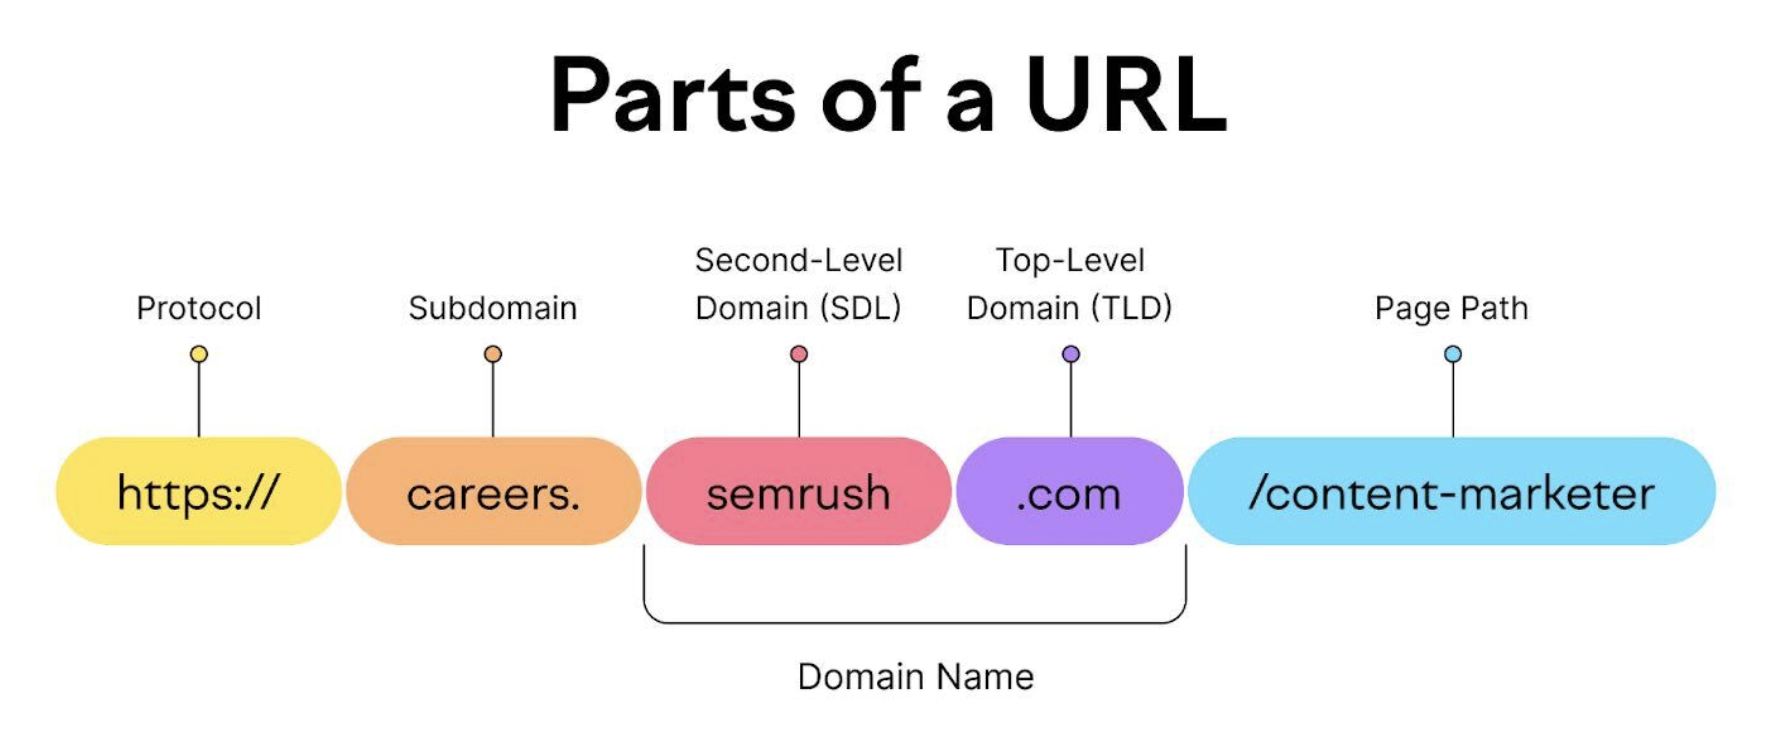 Parts of a URL
Protocol
Subdomain
Second-Level
Domain (SDL)
Top-Level
Domain (TLD)
Page Path
https://
careers.
semrush
.com
/content-marketer
Domain Name